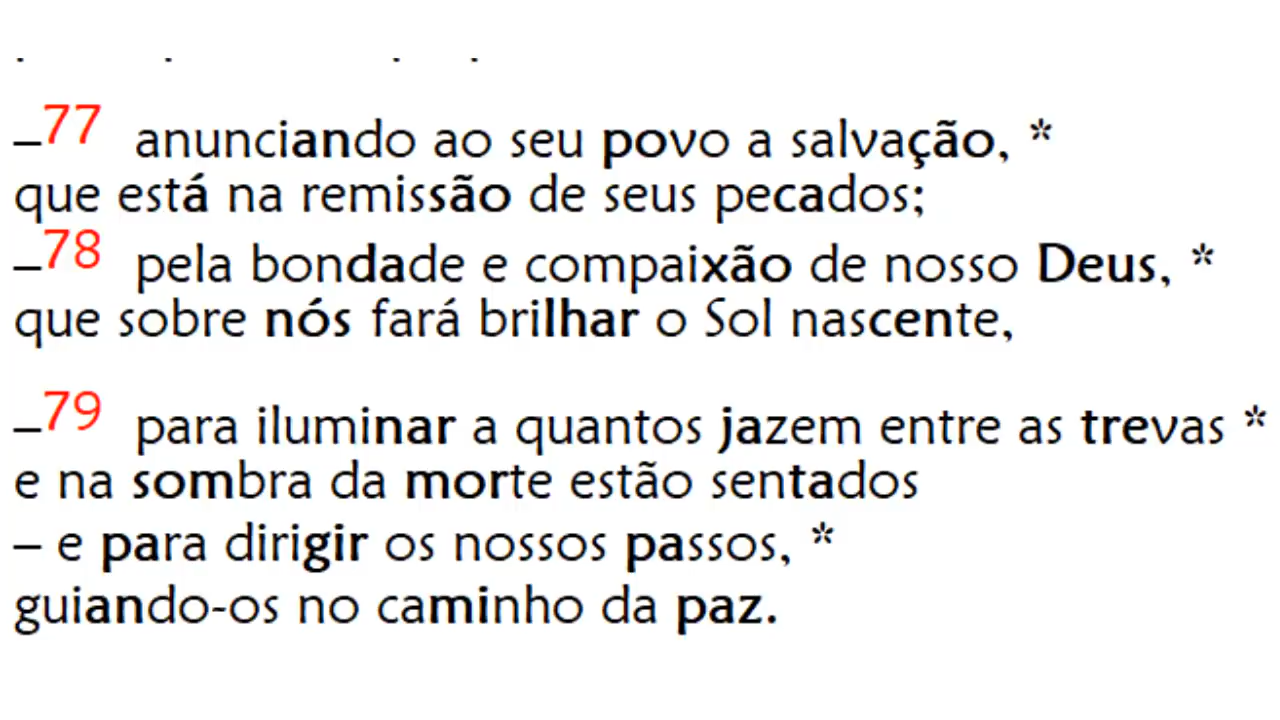 –77 anunciando ao seu povo a salvação, *
que está na remissão de seus pecados;
–78 pela bondade e compaixão de nosso Deus, *
que sobre nós fará brilhar o Sol nascente,
–79 para iluminar a quantos jazem entre as trevas *
e na sombra da morte estão sentados
– e para dirigir os nossos passos, *
guiando-os no caminho da paz.